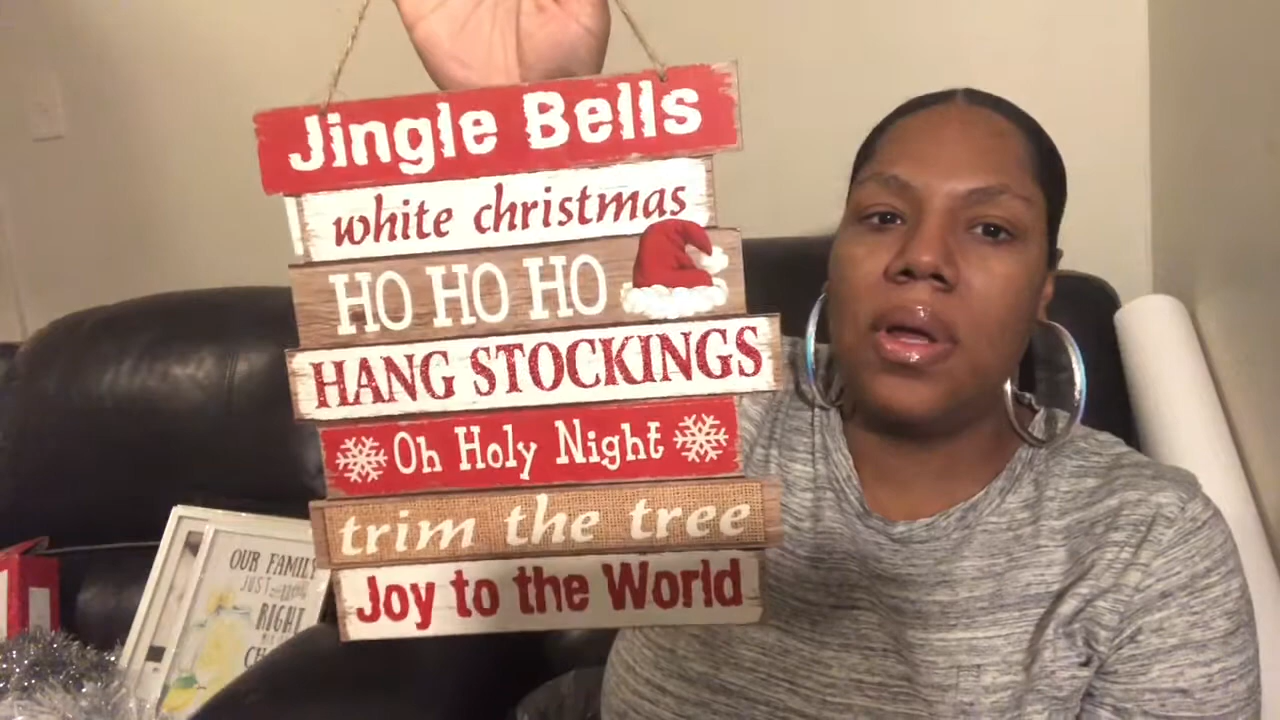 Jingle Bells
white christmas
HO HO HO
HANG STOCKINGS
Oh Holy Night
trim the tree
Joy to the World
OUR FAMILY
JUST
RIGHT